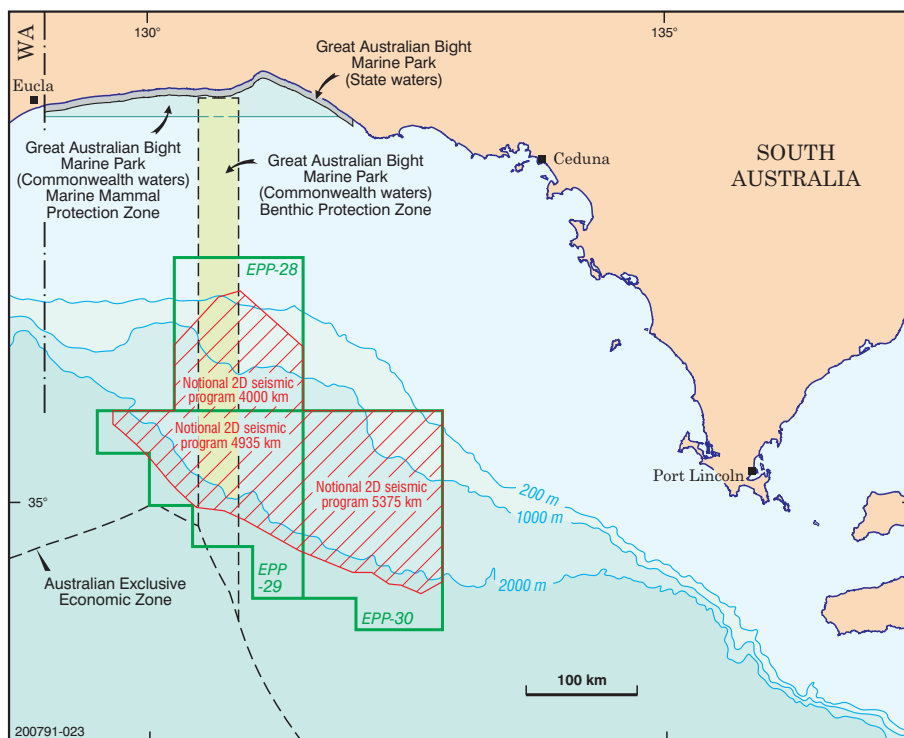 130°
135°
WA
Eucla
Great Australian Bight
Marine Park
(State waters)
Great Australian Bight
Marine Park
(Commonwealth waters)
Marine Mammal
Protection Zone
Great Australian Bight
Marine Park
(Commonwealth waters)
Benthic Protection Zone
Ceduna
SOUTH
AUSTRALIA
EPP-28
Notional 2D seismic
program 4000 km
Notional 2D seismic
program 4935 km
Notional 2D seismic
program 5375 km
Port Lincoln
35°
200 m
1000 m
2000 m
Australian Exclusive
Economic Zone
EPP
-29
EPP-30
100 km
200791-023